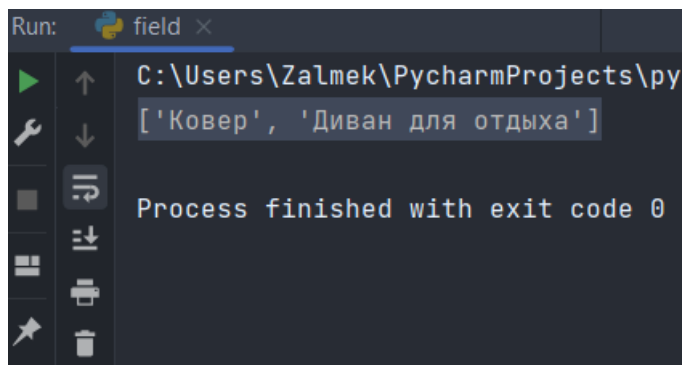 Run: field
C:\Users\Zalmek\PycharmProjects\py
['Ковер', 'Диван для отдыха']
Process finished with exit code 0